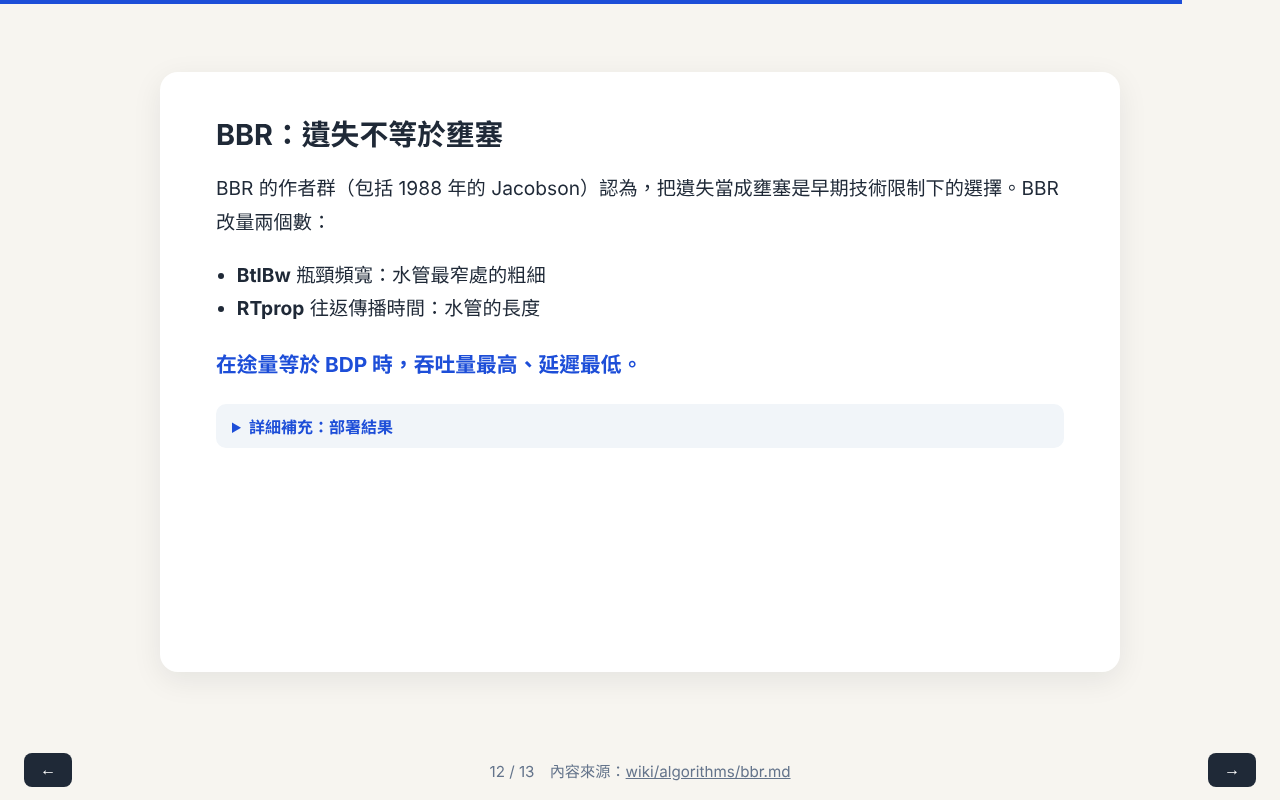 BBR：遺失不等於壅塞
BBR 的作者群（包括 1988 年的 Jacobson）認為，把遺失當成壅塞是早期技術限制下的選擇。BBR
改量兩個數：
• BtlBw 瓶頸頻寬：水管最窄處的粗細
• RTprop 往返傳播時間：水管的長度
在途量等於 BDP 時，吞吐量最高、延遲最低。
▶ 詳細補充：部署結果
← 12 / 13 內容來源：wiki/algorithms/bbr.md →